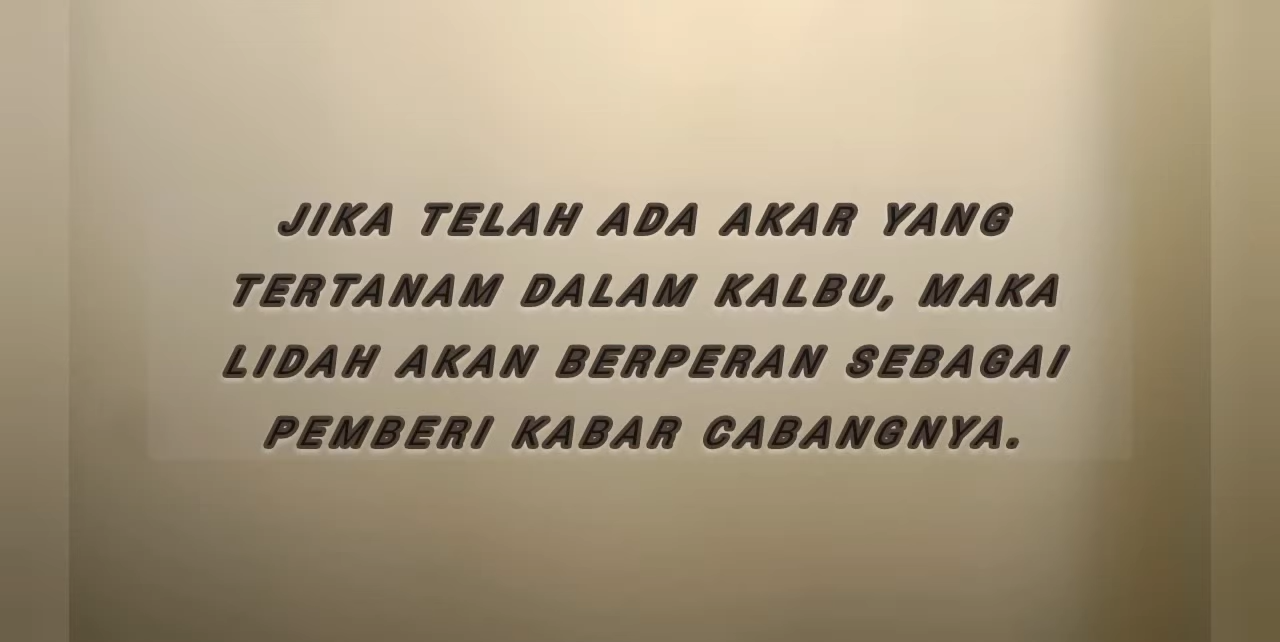 JIKA TELAH ADA AKAR YANG
TERTANAM DALAM KALBU, MAKA
LIDAH AKAN BERPERAN SEBAGAI
PEMBERI KABAR CABANGNYA.